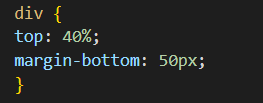 div {
top: 40%;
margin-bottom: 50px;
}